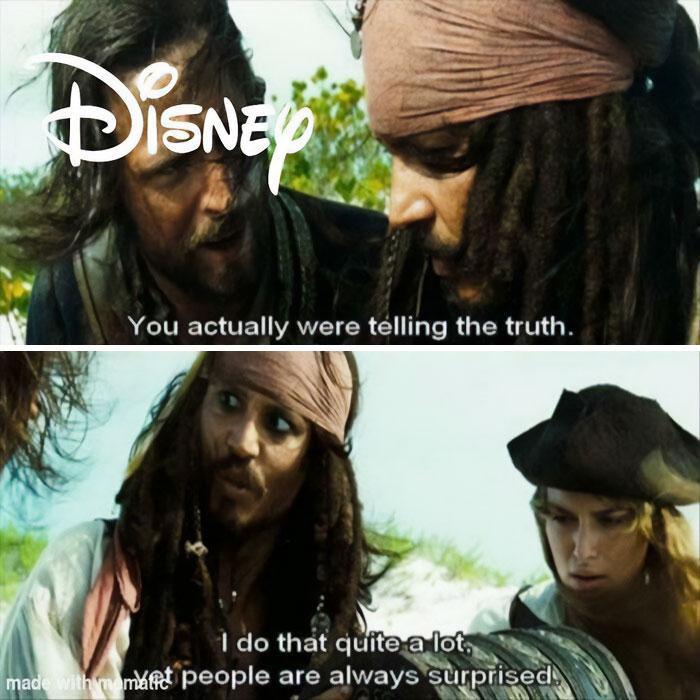 Disney
You actually were telling the truth.
I do that quite a lot,
yet people are always surprised.
made with mematic